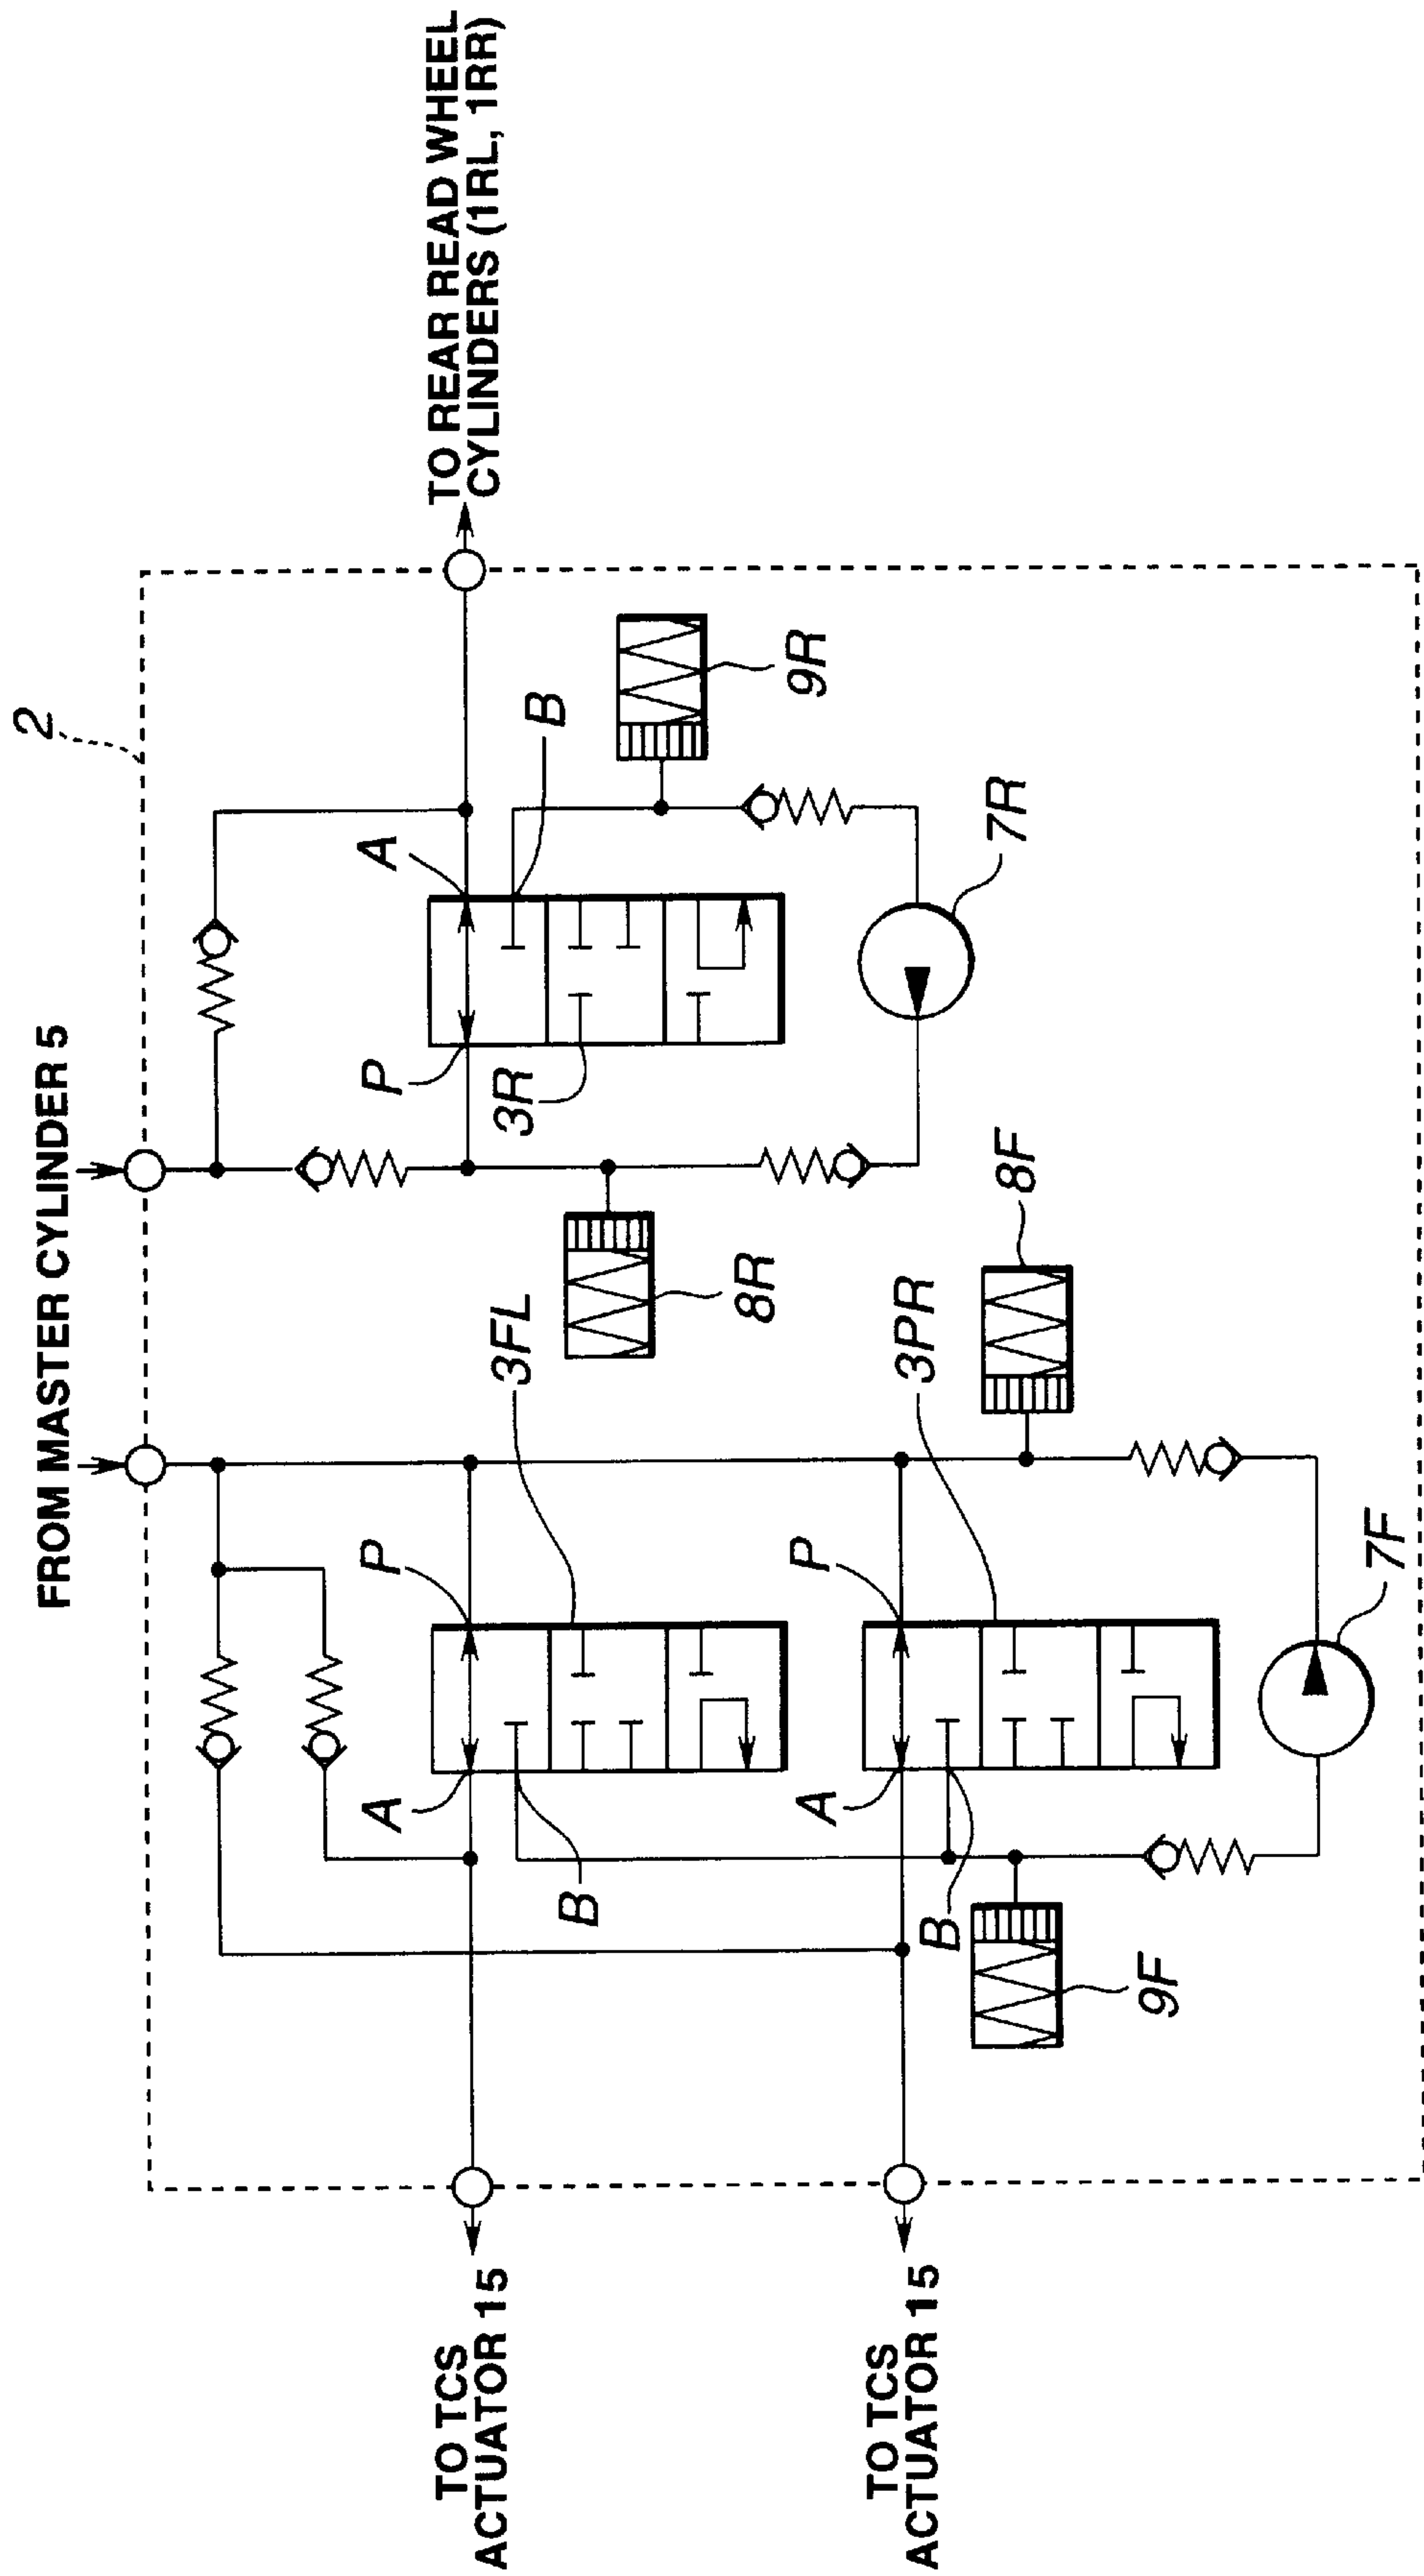 FROM MASTER CYLINDER 5
2
TO REAR READ WHEEL
CYLINDERS (1RL, 1RR)
P
A
B
3R
9R
8R
7R
3FL
P
A
B
3PR
P
A
B
8F
9F
7F
TO TCS
ACTUATOR 15
TO TCS
ACTUATOR 15